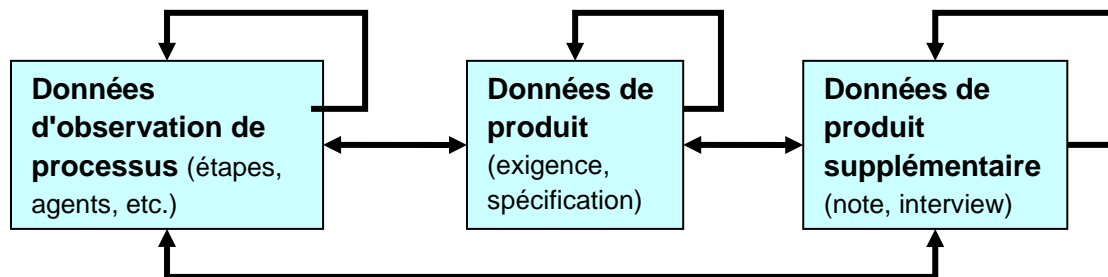 Données
d'observation de
processus (étapes,
agents, etc.)
Données de
produit
(exigence,
spécification)
Données de
produit
supplémentaire
(note, interview)